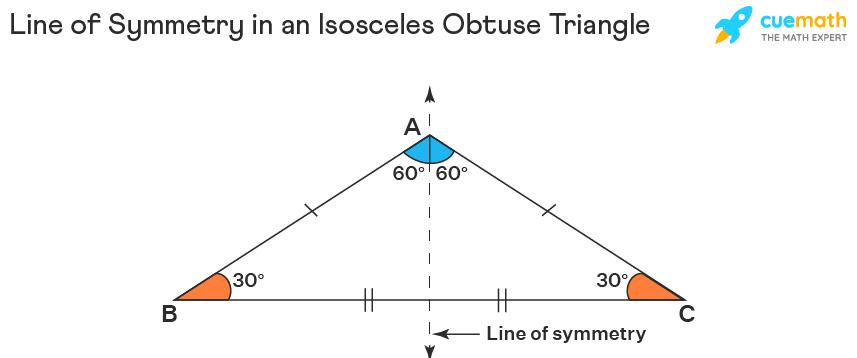 Line of Symmetry in an Isosceles Obtuse Triangle
cuemath
THE MATH EXPERT
A
60° 60°
30° 30°
B C
Line of symmetry